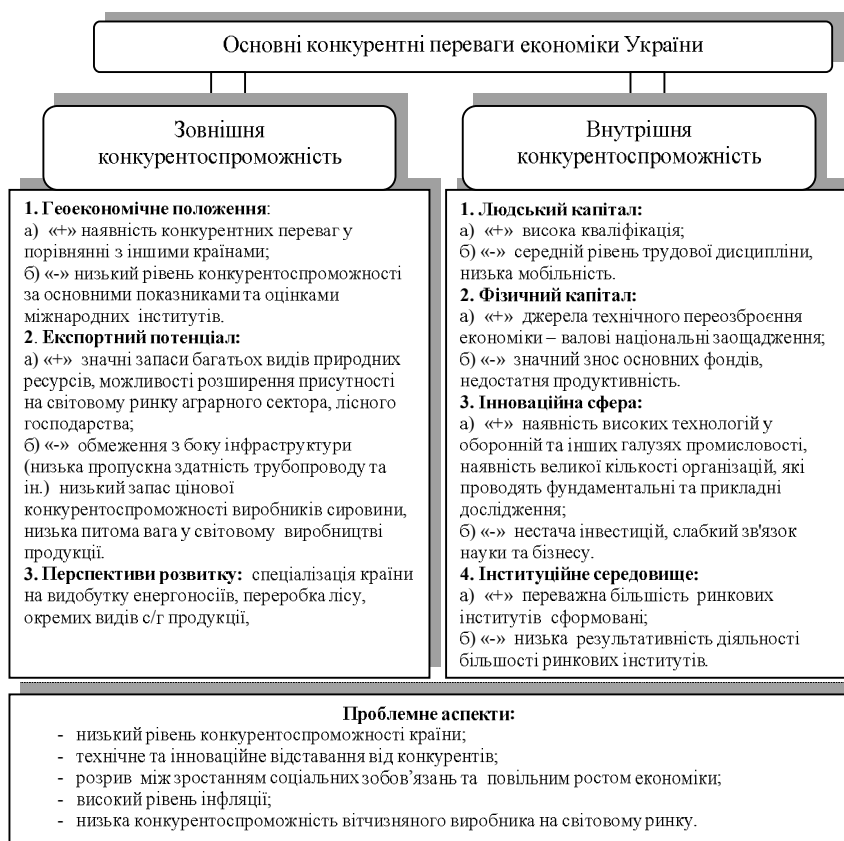 Основні конкурентні переваги економіки України
Зовнішня
конкурентоспроможність
1. Геоекономічне положення:
а) «+» наявність конкурентних переваг у
порівнянні з іншими країнами;
б) «-» низький рівень конкурентоспроможності
за основними показниками та оцінками
міжнародних інститутів.
2. Експортний потенціал:
а) «+» значні запаси багатьох видів природних
ресурсів, можливості розширення присутності
на світовому ринку аграрного сектора, лісного
господарства;
б) «-» обмеження з боку інфраструктури
(низька пропускна здатність трубопроводу та
ін.) низький запас цінової
конкурентоспроможності виробників сировини,
низька питома вага у світовому виробництві
продукції.
3. Перспективи розвитку: спеціалізація країни
на видобутку енергоносіїв, переробка лісу,
окремих видів с/г продукції,
Внутрішня
конкурентоспроможність
1. Людський капітал:
а) «+» висока кваліфікація;
б) «-» середній рівень трудової дисципліни,
низька мобільність.
2. Фізичний капітал:
а) «+» джерела технічного переозброєння
економіки – валові національні заощадження;
б) «-» значний знос основних фондів,
недостатня продуктивність.
3. Інноваційна сфера:
а) «+» наявність високих технологій у
оборонній та інших галузях промисловості,
наявність великої кількості організацій, які
проводять фундаментальні та прикладні
дослідження;
б) «-» нестача інвестицій, слабкий зв'язок
науки та бізнесу.
4. Інституційне середовище:
а) «+» переважна більшість ринкових
інститутів сформовані;
б) «-» низька результативність діяльності
більшості ринкових інститутів.
Проблемне аспекти:
- низький рівень конкурентоспроможності країни;
- технічне та інноваційне відставання від конкурентів;
- розрив між зростанням соціальних зобов’язань та повільним ростом економіки;
- високий рівень інфляції;
- низька конкурентоспроможність вітчизняного виробника на світовому ринку.